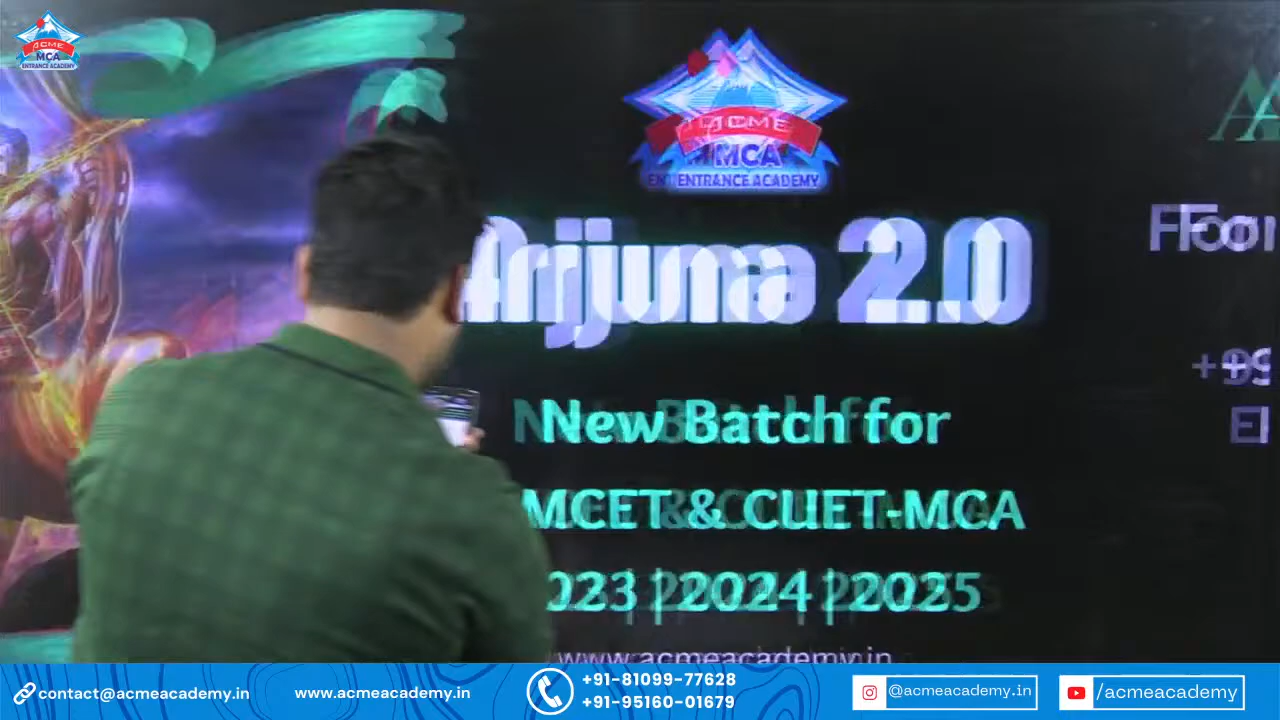 ACME
MCA
ENTRANCE ACADEMY
ACME
MCA
ENTRANCE ACADEMY
Arjuna 2.0
New Batch for
MCET & CUET-MCA
023 | 2024 | 2025
www.acmeacademy.in
contact@acmeacademy.in
www.acmeacademy.in
+91-81099-77628
+91-95160-01679
@acmeacademy.in
/acmeacademy